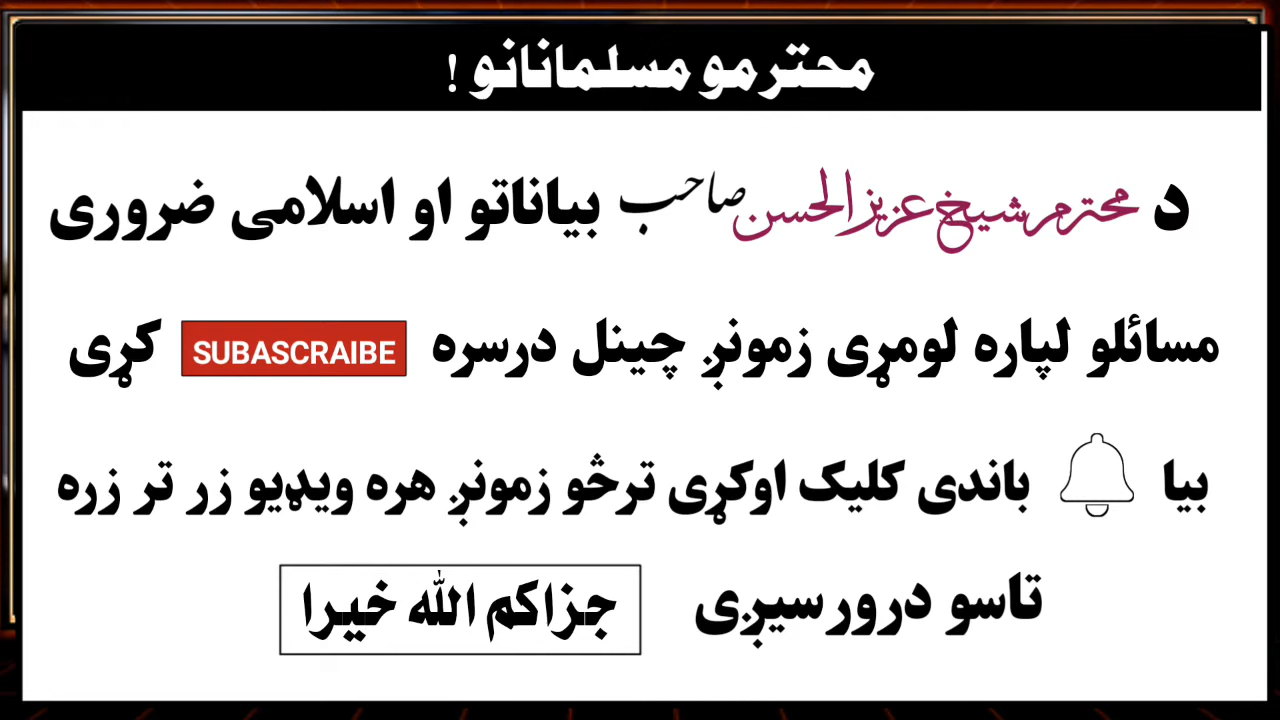 محترمو مسلمانانو !
د محترم شیخ عزیز الحسن صاحب بیاناتو او اسلامی ضروری
مسائلو لپاره لومړی زمونږ چینل درسره SUBASCRAIBE کړی
بیا باندی کلیک اوکړی ترڅو زمونږ هره ویډیو زر تر زره
تاسو درورسیږی جزاکم الله خیرا